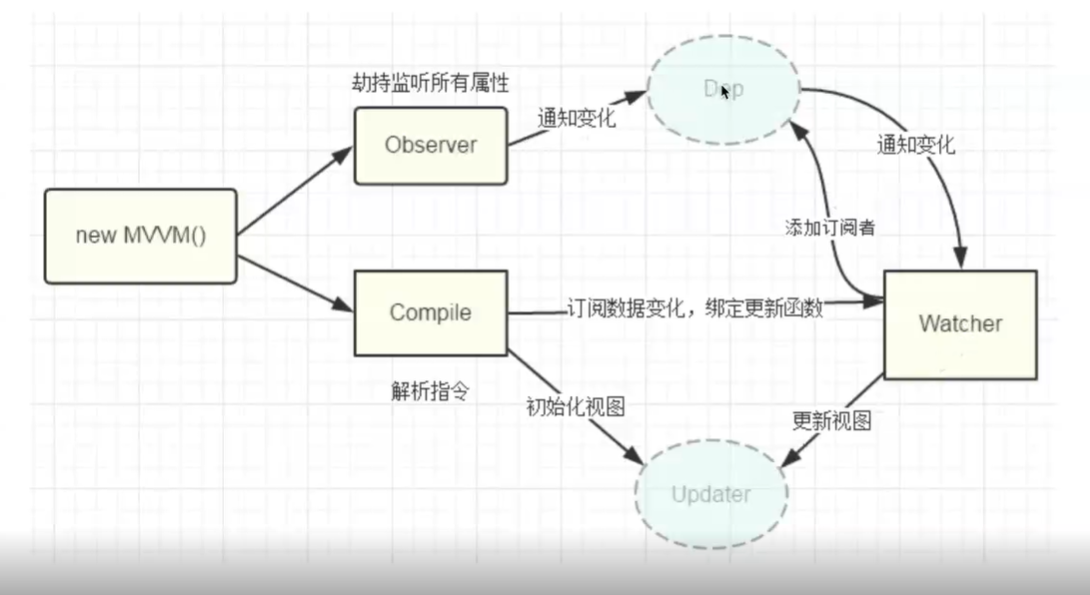 劫持监听所有属性
Observer
通知变化
Dep
通知变化
new MVVM()
添加订阅者
Compile
订阅数据变化，绑定更新函数
Watcher
解析指令
初始化视图
更新视图
Updater